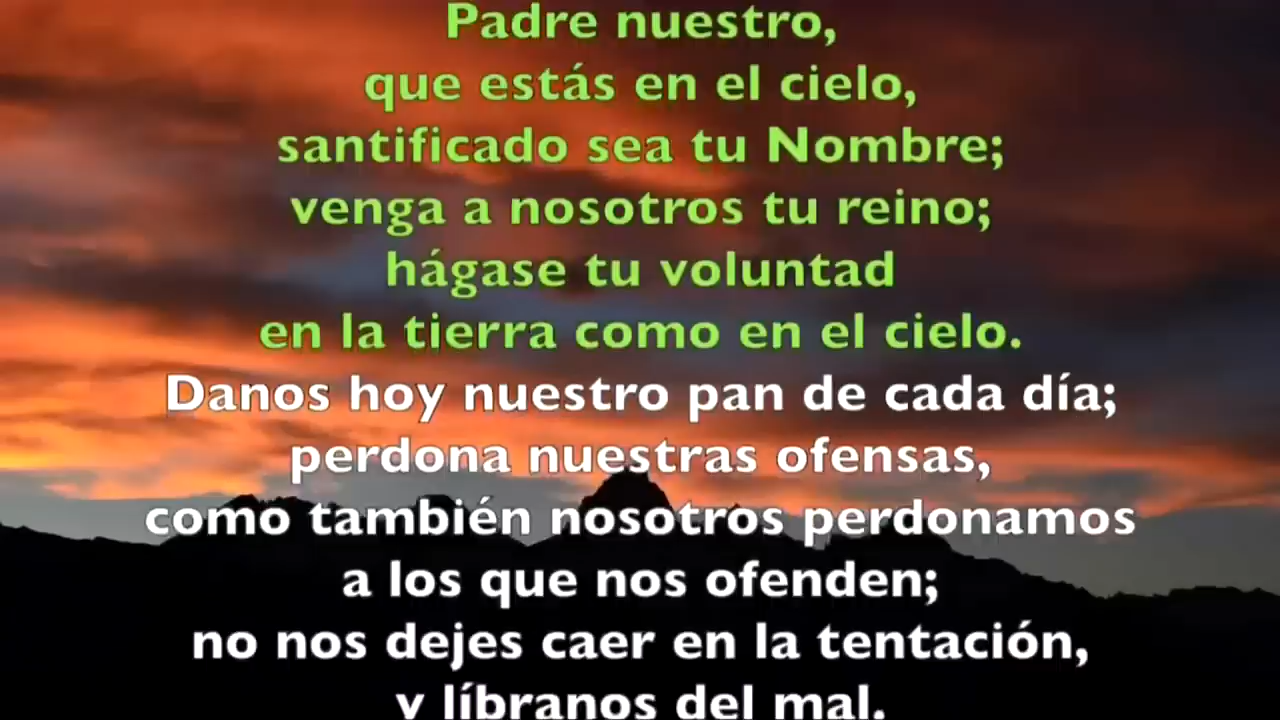 Padre nuestro,
que estás en el cielo,
santificado sea tu Nombre;
venga a nosotros tu reino;
hágase tu voluntad
en la tierra como en el cielo.
Danos hoy nuestro pan de cada día;
perdona nuestras ofensas,
como también nosotros perdonamos
a los que nos ofenden;
no nos dejes caer en la tentación,
y líbranos del mal.